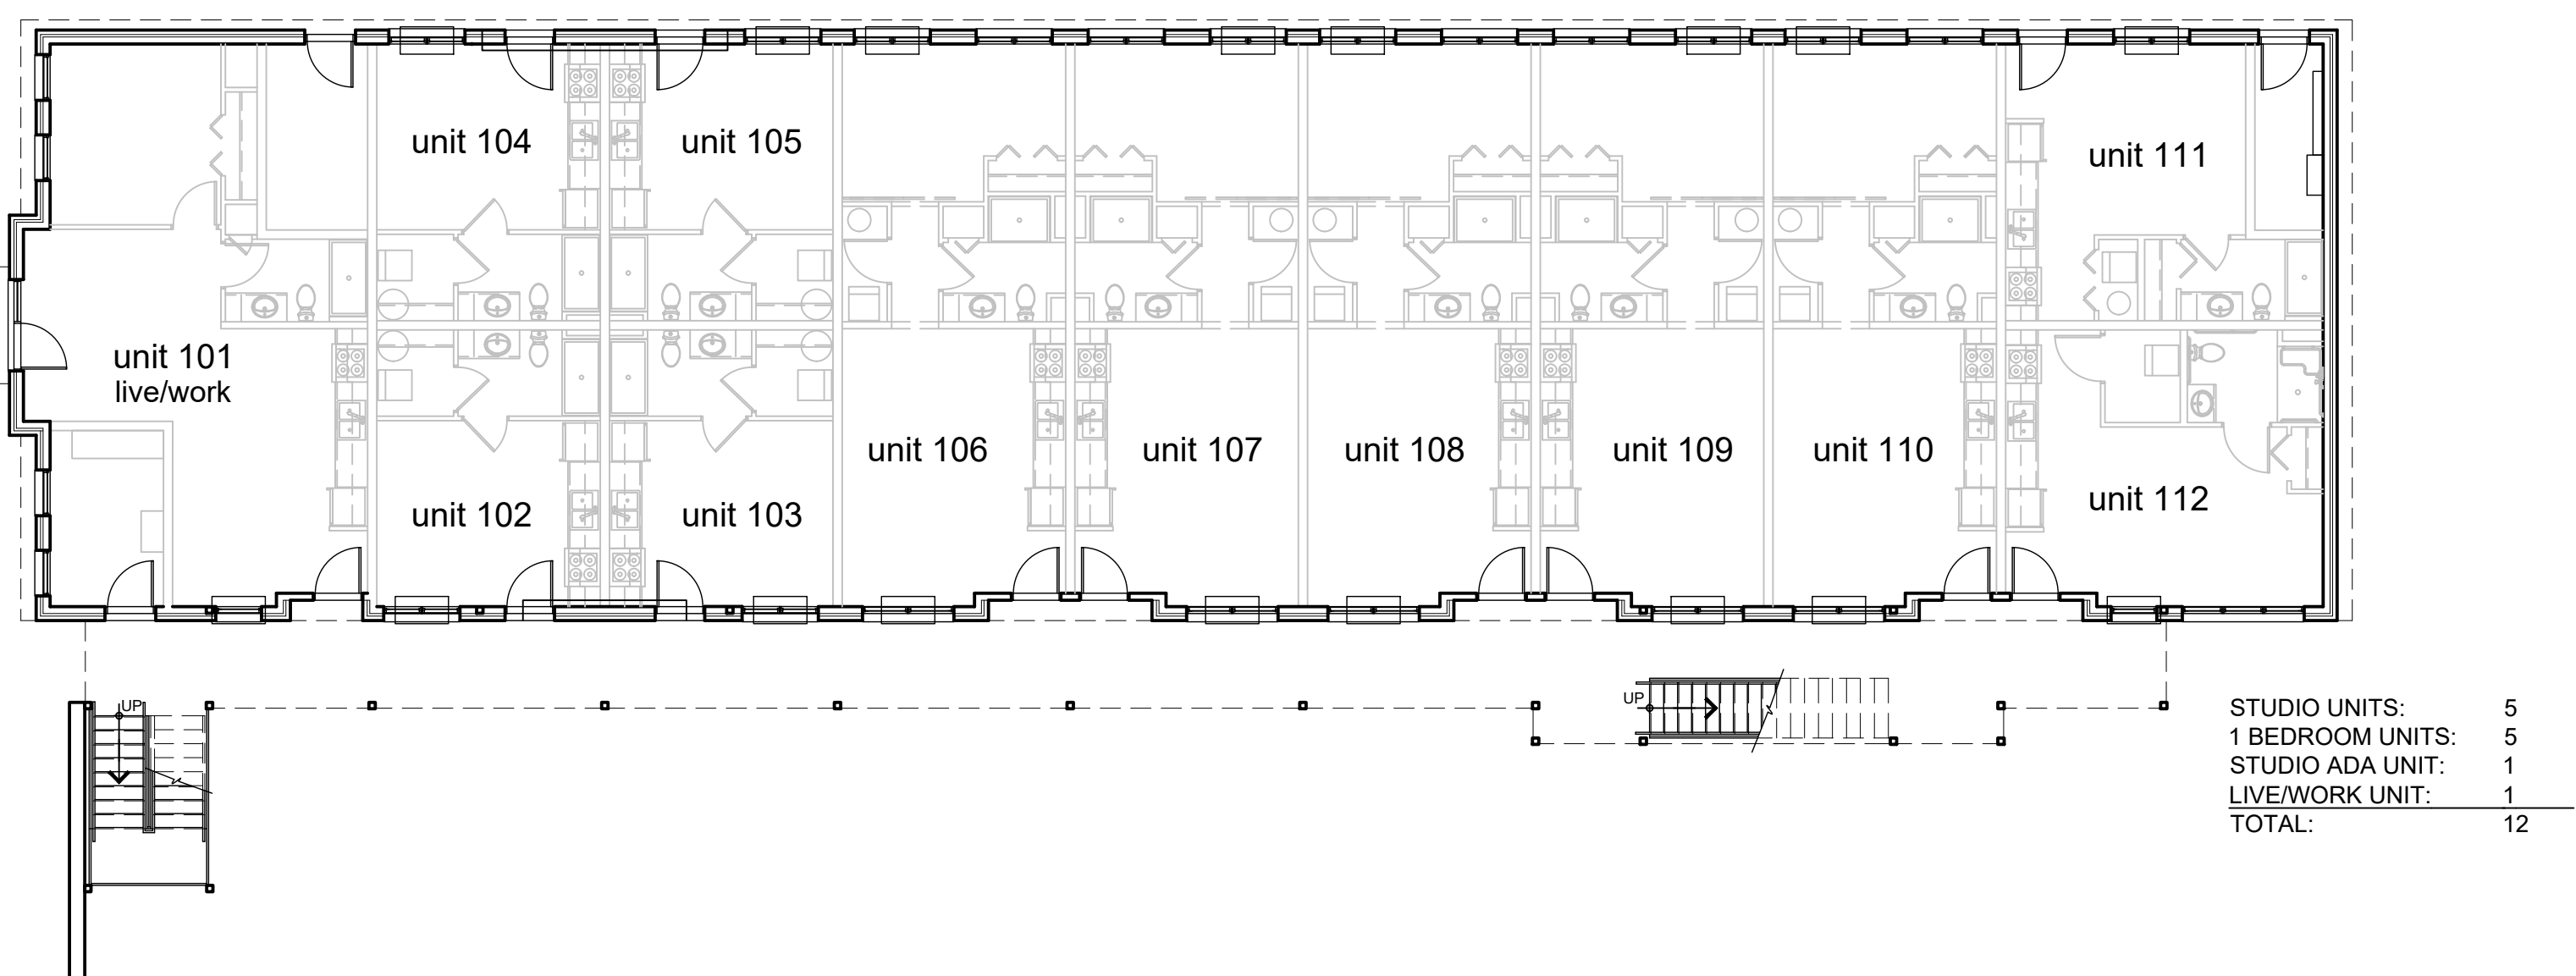 unit 104
unit 105
unit 111
unit 101
live/work
unit 106
unit 107
unit 108
unit 109
unit 110
unit 102
unit 103
unit 112
UP
UP
STUDIO UNITS: 5
1 BEDROOM UNITS: 5
STUDIO ADA UNIT: 1
LIVE/WORK UNIT: 1
TOTAL: 12